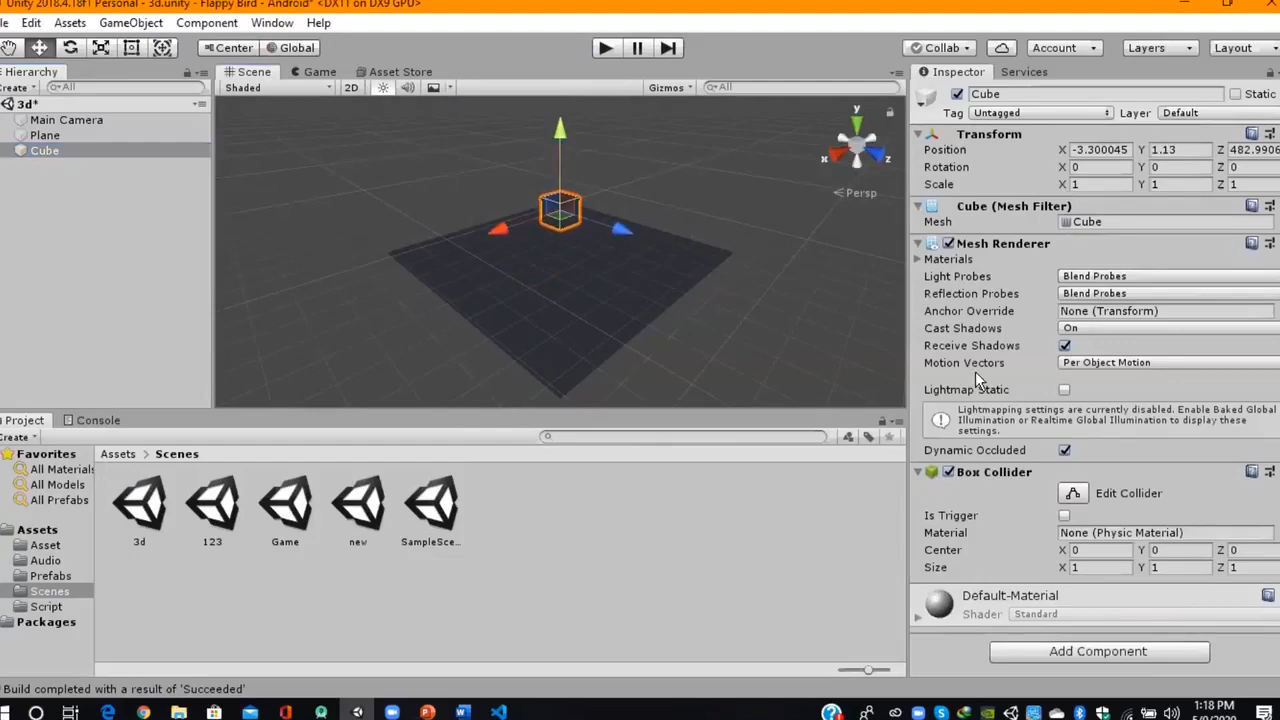 Unity 2018.4.18f1 Personal - 3d.unity - Flappy Bird - Android* <DX11 on DX9 GPU>
Edit Assets GameObject Component Window Help
Center Global Collab Account Layers Layout
Hierarchy
Create All
3d*
Main Camera
Plane
Cube
Scene Game Asset Store
Shaded 2D Gizmos All
y
x z
Persp
Inspector Services
Cube Static
Tag Untagged Layer Default
Transform
Position X -3.300045 Y 1.13 Z 482.9906
Rotation X 0 Y 0 Z 0
Scale X 1 Y 1 Z 1
Cube (Mesh Filter)
Mesh Cube
Mesh Renderer
Materials
Light Probes Blend Probes
Reflection Probes Blend Probes
Anchor Override None (Transform)
Cast Shadows On
Receive Shadows
Motion Vectors Per Object Motion
Lightmap Static
Lightmapping settings are currently disabled. Enable Baked Global
Illumination or Realtime Global Illumination to display these
settings.
Dynamic Occluded
Box Collider
Edit Collider
Is Trigger
Material None (Physic Material)
Center X 0 Y 0 Z 0
Size X 1 Y 1 Z 1
Default-Material
Shader Standard
Add Component
Project Console
Create
Favorites
All Materials
All Models
All Prefabs
Assets
Asset
Audio
Prefabs
Scenes
Script
Packages
Assets > Scenes
3d 123 Game new SampleSce...
Build completed with a result of 'Succeeded'
1:18 PM